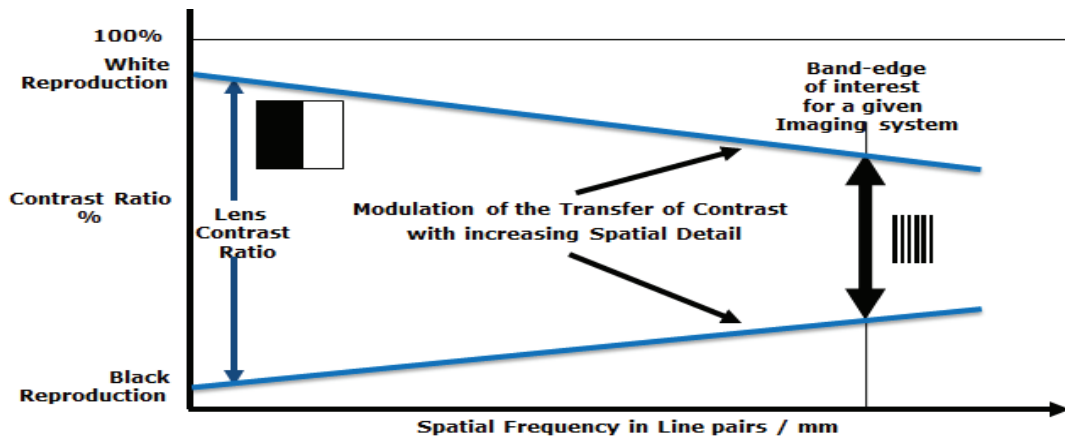 100%
White
Reproduction
Band-edge
of interest
for a given
Imaging system
Contrast Ratio
%
Lens
Contrast
Ratio
Modulation of the Transfer of Contrast
with increasing Spatial Detail
Black
Reproduction
Spatial Frequency in Line pairs / mm